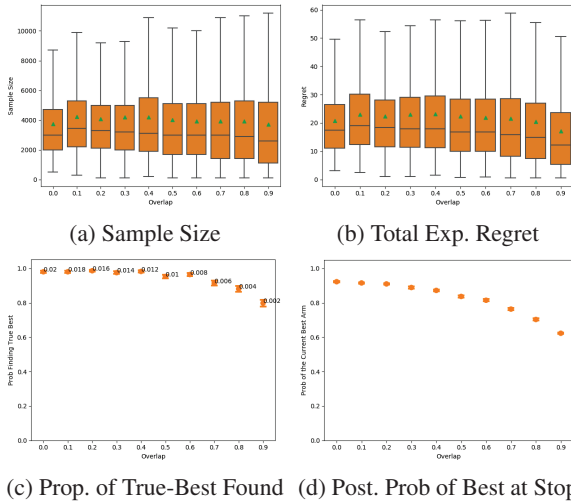 10000
8000
6000
4000
2000
0
Sample Size
0.0 0.1 0.2 0.3 0.4 0.5 0.6 0.7 0.8 0.9
Overlap
(a) Sample Size
60
50
40
30
20
10
0
Regret
0.0 0.1 0.2 0.3 0.4 0.5 0.6 0.7 0.8 0.9
Overlap
(b) Total Exp. Regret
1.0
0.8
0.6
0.4
0.2
0.0
Prob Finding True Best
0.02 0.018 0.016 0.014 0.012 0.01 0.008 0.006 0.004 0.002
0.0 0.1 0.2 0.3 0.4 0.5 0.6 0.7 0.8 0.9
Overlap
(c) Prop. of True-Best Found
1.0
0.8
0.6
0.4
0.2
0.0
Prob of the Current Best Arm
0.0 0.1 0.2 0.3 0.4 0.5 0.6 0.7 0.8 0.9
Overlap
(d) Post. Prob of Best at Stop